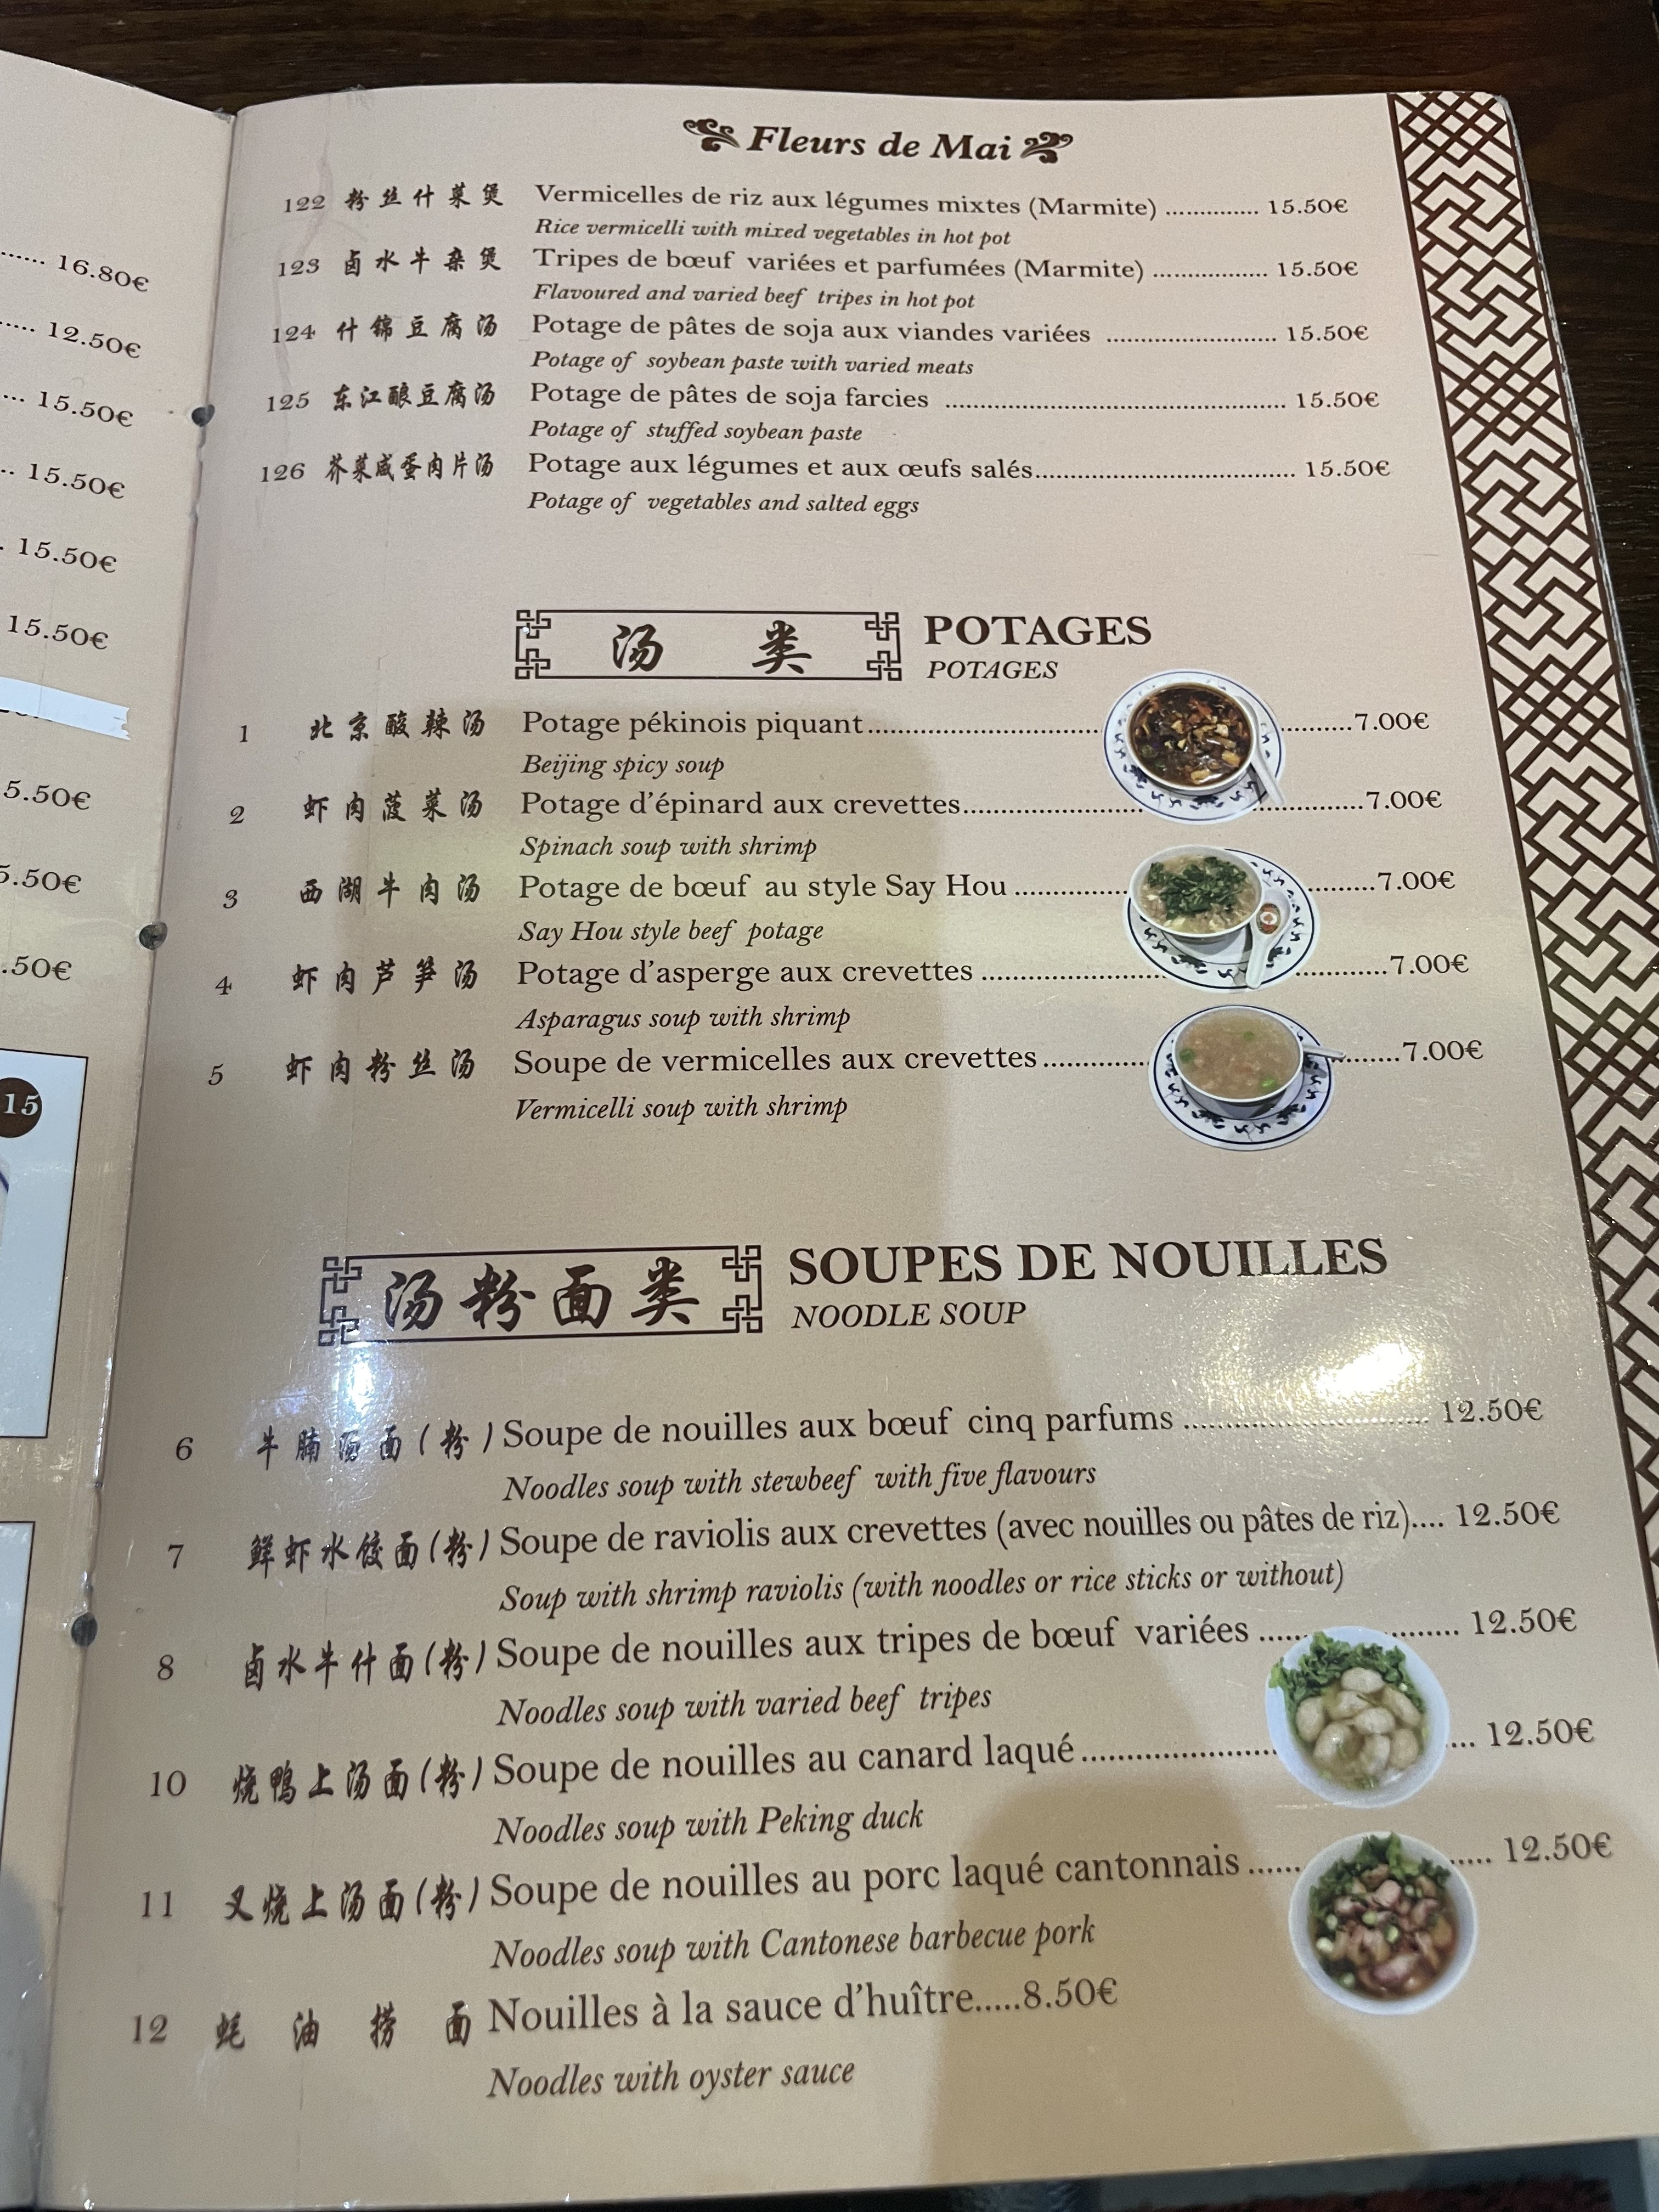 ...... 16.80€
..... 12.50€
... 15.50€
.. 15.50€
. 15.50€
15.50€
5.50€
5.50€
.50€
15
Fleurs de Mai
122 粉丝什菜煲 Vermicelles de riz aux légumes mixtes (Marmite) .............. 15.50€
Rice vermicelli with mixed vegetables in hot pot
123 卤水牛杂煲 Tripes de bœuf variées et parfumées (Marmite) ................. 15.50€
Flavoured and varied beef tripes in hot pot
124 什锦豆腐汤 Potage de pâtes de soja aux viandes variées ......................... 15.50€
Potage of soybean paste with varied meats
125 东江酿豆腐汤 Potage de pâtes de soja farcies .................................................. 15.50€
Potage of stuffed soybean paste
126 芥菜咸蛋肉片汤 Potage aux légumes et aux œufs salés...................................... 15.50€
Potage of vegetables and salted eggs
汤类 POTAGES
POTAGES
1 北京酸辣汤 Potage pékinois piquant.............................................7.00€
Beijing spicy soup
2 虾肉菠菜汤 Potage d'épinard aux crevettes.............................................7.00€
Spinach soup with shrimp
3 西湖牛肉汤 Potage de bœuf au style Say Hou .........................7.00€
Say Hou style beef potage
4 虾肉芦笋汤 Potage d'asperge aux crevettes ....................................7.00€
Asparagus soup with shrimp
5 虾肉粉丝汤 Soupe de vermicelles aux crevettes.......................7.00€
Vermicelli soup with shrimp
汤粉面类 SOUPES DE NOUILLES
NOODLE SOUP
6 牛腩汤面(粉) Soupe de nouilles aux bœuf cinq parfums ............................... 12.50€
Noodles soup with stewbeef with five flavours
7 鲜虾水饺面(粉) Soupe de raviolis aux crevettes (avec nouilles ou pâtes de riz).... 12.50€
Soup with shrimp raviolis (with noodles or rice sticks or without)
8 卤水牛什面(粉) Soupe de nouilles aux tripes de bœuf variées ................ 12.50€
Noodles soup with varied beef tripes
10 烧鸭上汤面(粉) Soupe de nouilles au canard laqué........................... 12.50€
Noodles soup with Peking duck
11 叉烧上汤面(粉) Soupe de nouilles au porc laqué cantonnais........... 12.50€
Noodles soup with Cantonese barbecue pork
12 蚝油捞面 Nouilles à la sauce d'huître.....8.50€
Noodles with oyster sauce